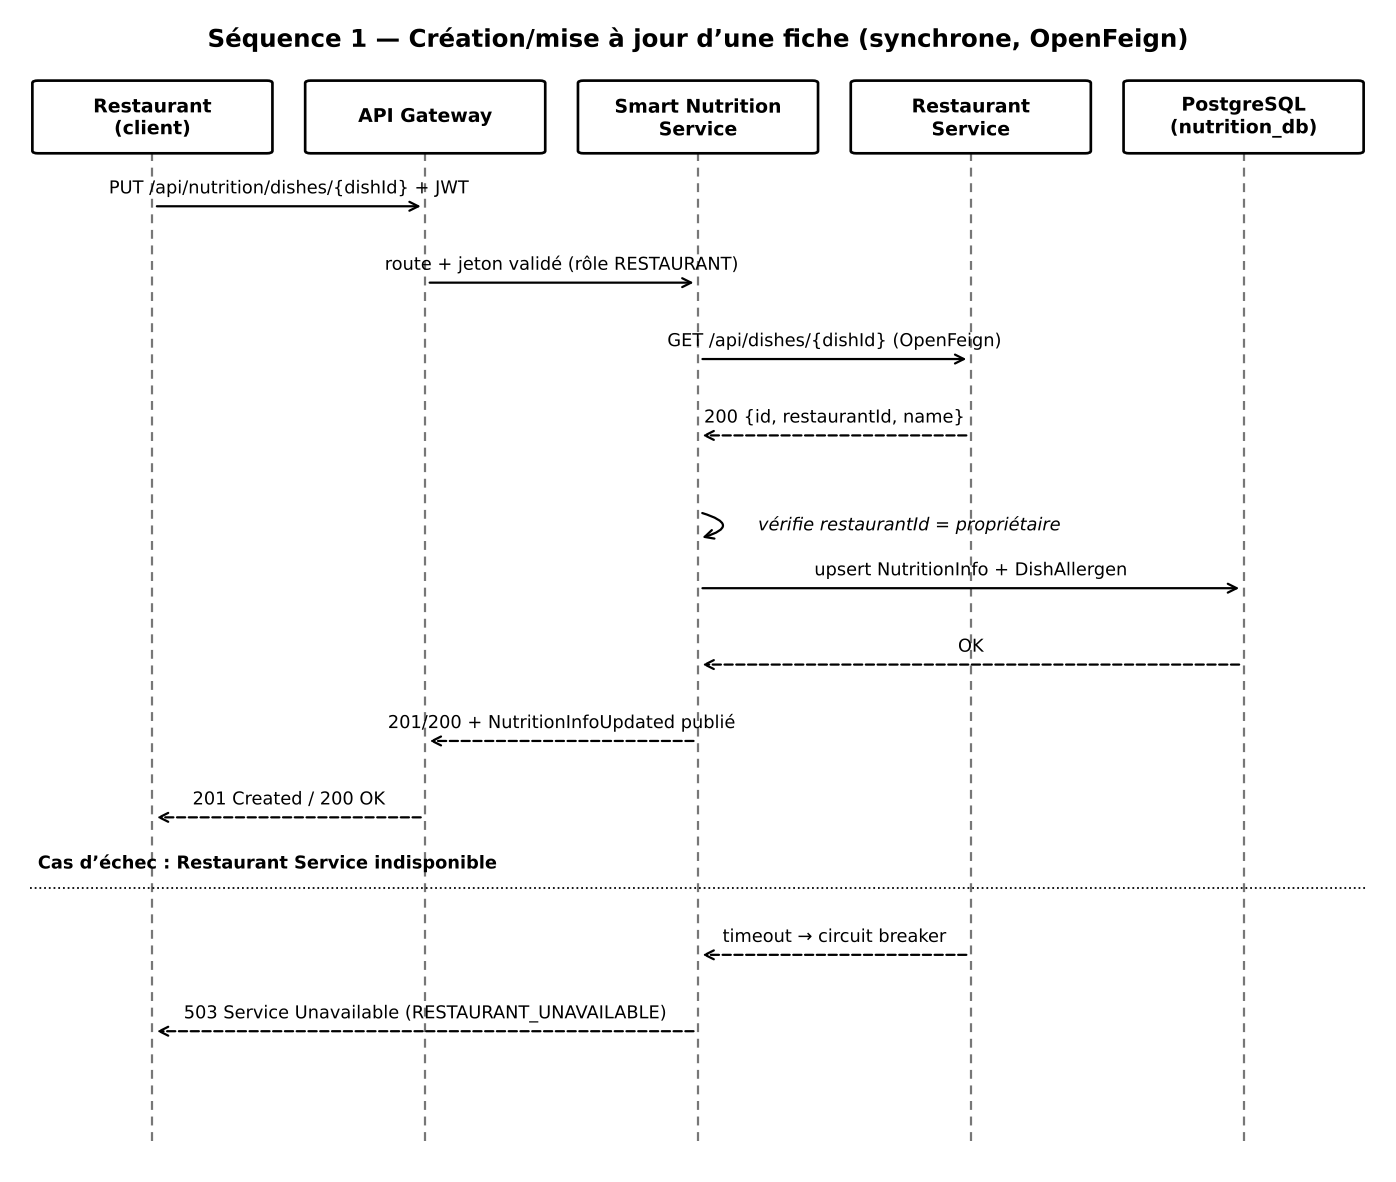 Séquence 1 — Création/mise à jour d’une fiche (synchrone, OpenFeign)
Restaurant
(client)
API Gateway
Smart Nutrition
Service
Restaurant
Service
PostgreSQL
(nutrition_db)
PUT /api/nutrition/dishes/{dishId} + JWT
route + jeton validé (rôle RESTAURANT)
GET /api/dishes/{dishId} (OpenFeign)
200 {id, restaurantId, name}
vérifie restaurantId = propriétaire
upsert NutritionInfo + DishAllergen
OK
201/200 + NutritionInfoUpdated publié
201 Created / 200 OK
Cas d’échec : Restaurant Service indisponible
timeout → circuit breaker
503 Service Unavailable (RESTAURANT_UNAVAILABLE)